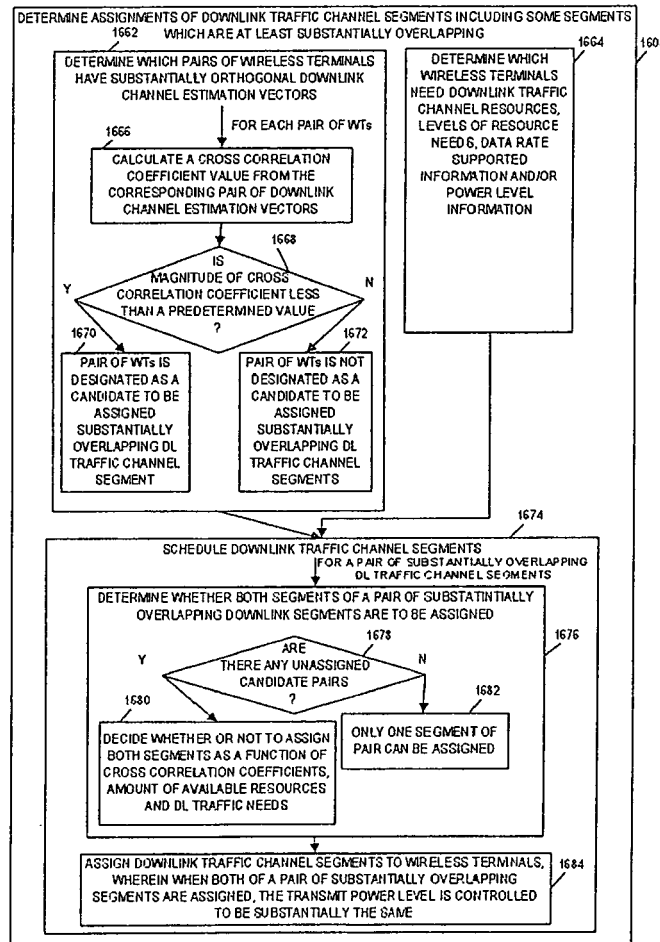 DETERMINE ASSIGNMENTS OF DOWNLINK TRAFFIC CHANNEL SEGMENTS INCLUDING SOME SEGMENTS
WHICH ARE AT LEAST SUBSTANTIALLY OVERLAPPING
160
1662
DETERMINE WHICH PAIRS OF WIRELESS TERMINALS
HAVE SUBSTANTIALLY ORTHOGONAL DOWNLINK
CHANNEL ESTIMATION VECTORS
FOR EACH PAIR OF WTs
1666
CALCULATE A CROSS CORRELATION
COEFFICIENT VALUE FROM THE
CORRESPONDING PAIR OF DOWNLINK
CHANNEL ESTIMATION VECTORS
1668
IS
MAGNITUDE OF CROSS
CORRELATION COEFFICIENT LESS
THAN A PREDETERMNED VALUE
?
Y
N
1670
PAIR OF WTs IS
DESIGNATED AS A
CANDIDATE TO BE
ASSIGNED
SUBSTANTIALLY
OVERLAPPING DL
TRAFFIC CHANNEL
SEGMENT
1672
PAIR OF WTs IS NOT
DESIGNATED AS A
CANDIDATE TO BE
ASSIGNED
SUBSTANTIALLY
OVERLAPPING DL
TRAFFIC CHANNEL
SEGMENTS
1664
DETERMINE WHICH
WIRELESS TERMINALS
NEED DOWNLINK TRAFFIC
CHANNEL RESOURCES,
LEVELS OF RESOURCE
NEEDS, DATA RATE
SUPPORTED
INFORMATION AND/OR
POWER LEVEL
INFORMATION
1674
SCHEDULE DOWNLINK TRAFFIC CHANNEL SEGMENTS
FOR A PAIR OF SUBSTANTIALLY OVERLAPPING
DL TRAFFIC CHANNEL SEGMENTS
DETERMINE WHETHER BOTH SEGMENTS OF A PAIR OF SUBSTATINTIALLY
OVERLAPPING DOWNLINK SEGMENTS ARE TO BE ASSIGNED
1676
1678
ARE
THERE ANY UNASSIGNED
CANDIDATE PAIRS
?
Y
N
1680
DECIDE WHETHER OR NOT TO ASSIGN
BOTH SEGMENTS AS A FUNCTION OF
CROSS CORRELATION COEFFICIENTS,
AMOUNT OF AVAILABLE RESOURCES
AND DL TRAFFIC NEEDS
1682
ONLY ONE SEGMENT OF
PAIR CAN BE ASSIGNED
ASSIGN DOWNLINK TRAFFIC CHANNEL SEGMENTS TO WIRELESS TERMNALS,
WHEREIN WHEN BOTH OF A PAIR OF SUBSTANTIALLY OVERLAPPING
SEGMENTS ARE ASSIGNED, THE TRANSMIT POWER LEVEL IS CONTROLLED
TO BE SUBSTANTIALLY THE SAME
1684